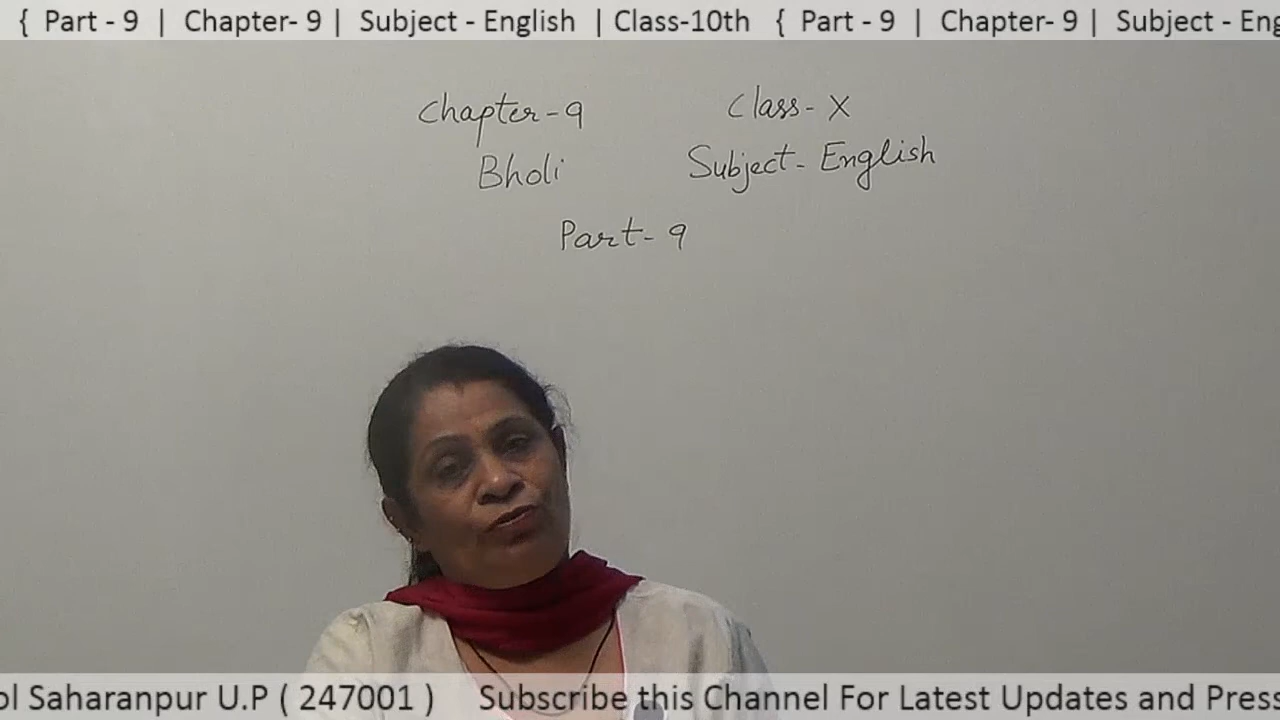 { Part - 9 | Chapter- 9 | Subject - English | Class-10th { Part - 9 | Chapter- 9 | Subject - Eng
Chapter-9 Class-X
Bholi Subject-English
Part-9
Saharanpur U.P ( 247001 ) Subscribe this Channel For Latest Updates and Press